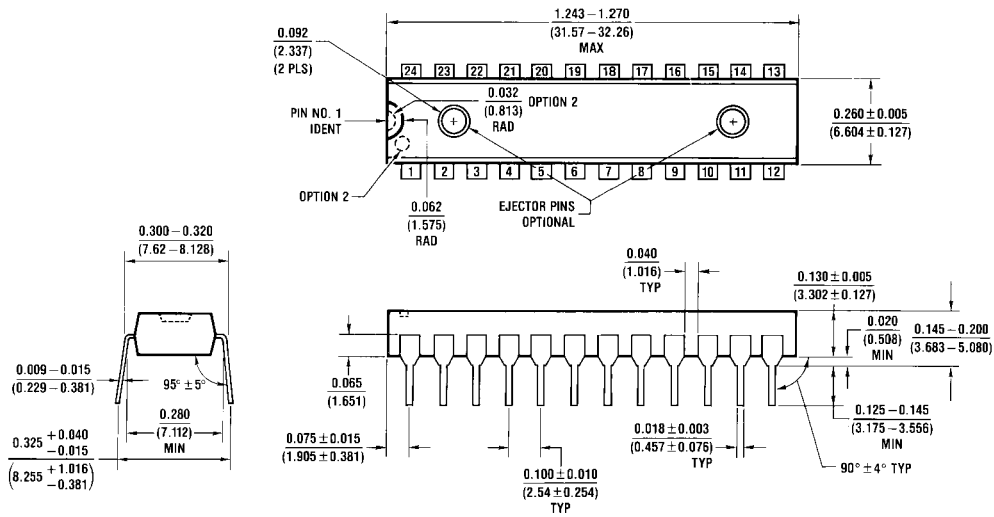 1.243 – 1.270
(31.57 – 32.26)
MAX
0.092
(2.337)
(2 PLS)
24 23 22 21 20 19 18 17 16 15 14 13
0.032
(0.813)
RAD
OPTION 2
PIN NO. 1
IDENT
0.260 ± 0.005
(6.604 ± 0.127)
1 2 3 4 5 6 7 8 9 10 11 12
OPTION 2
0.062
(1.575)
RAD
EJECTOR PINS
OPTIONAL
0.300 – 0.320
(7.62 – 8.128)
0.040
(1.016)
TYP
0.130 ± 0.005
(3.302 ± 0.127)
0.020
(0.508)
MIN
0.145 – 0.200
(3.683 – 5.080)
0.009 – 0.015
(0.229 – 0.381)
95° ± 5°
0.280
(7.112)
MIN
0.325 +0.040 −0.015
(8.255 +1.016 −0.381)
0.065
(1.651)
0.075 ± 0.015
(1.905 ± 0.381)
0.100 ± 0.010
(2.54 ± 0.254)
TYP
0.018 ± 0.003
(0.457 ± 0.076)
TYP
0.125 – 0.145
(3.175 – 3.556)
MIN
90° ± 4° TYP